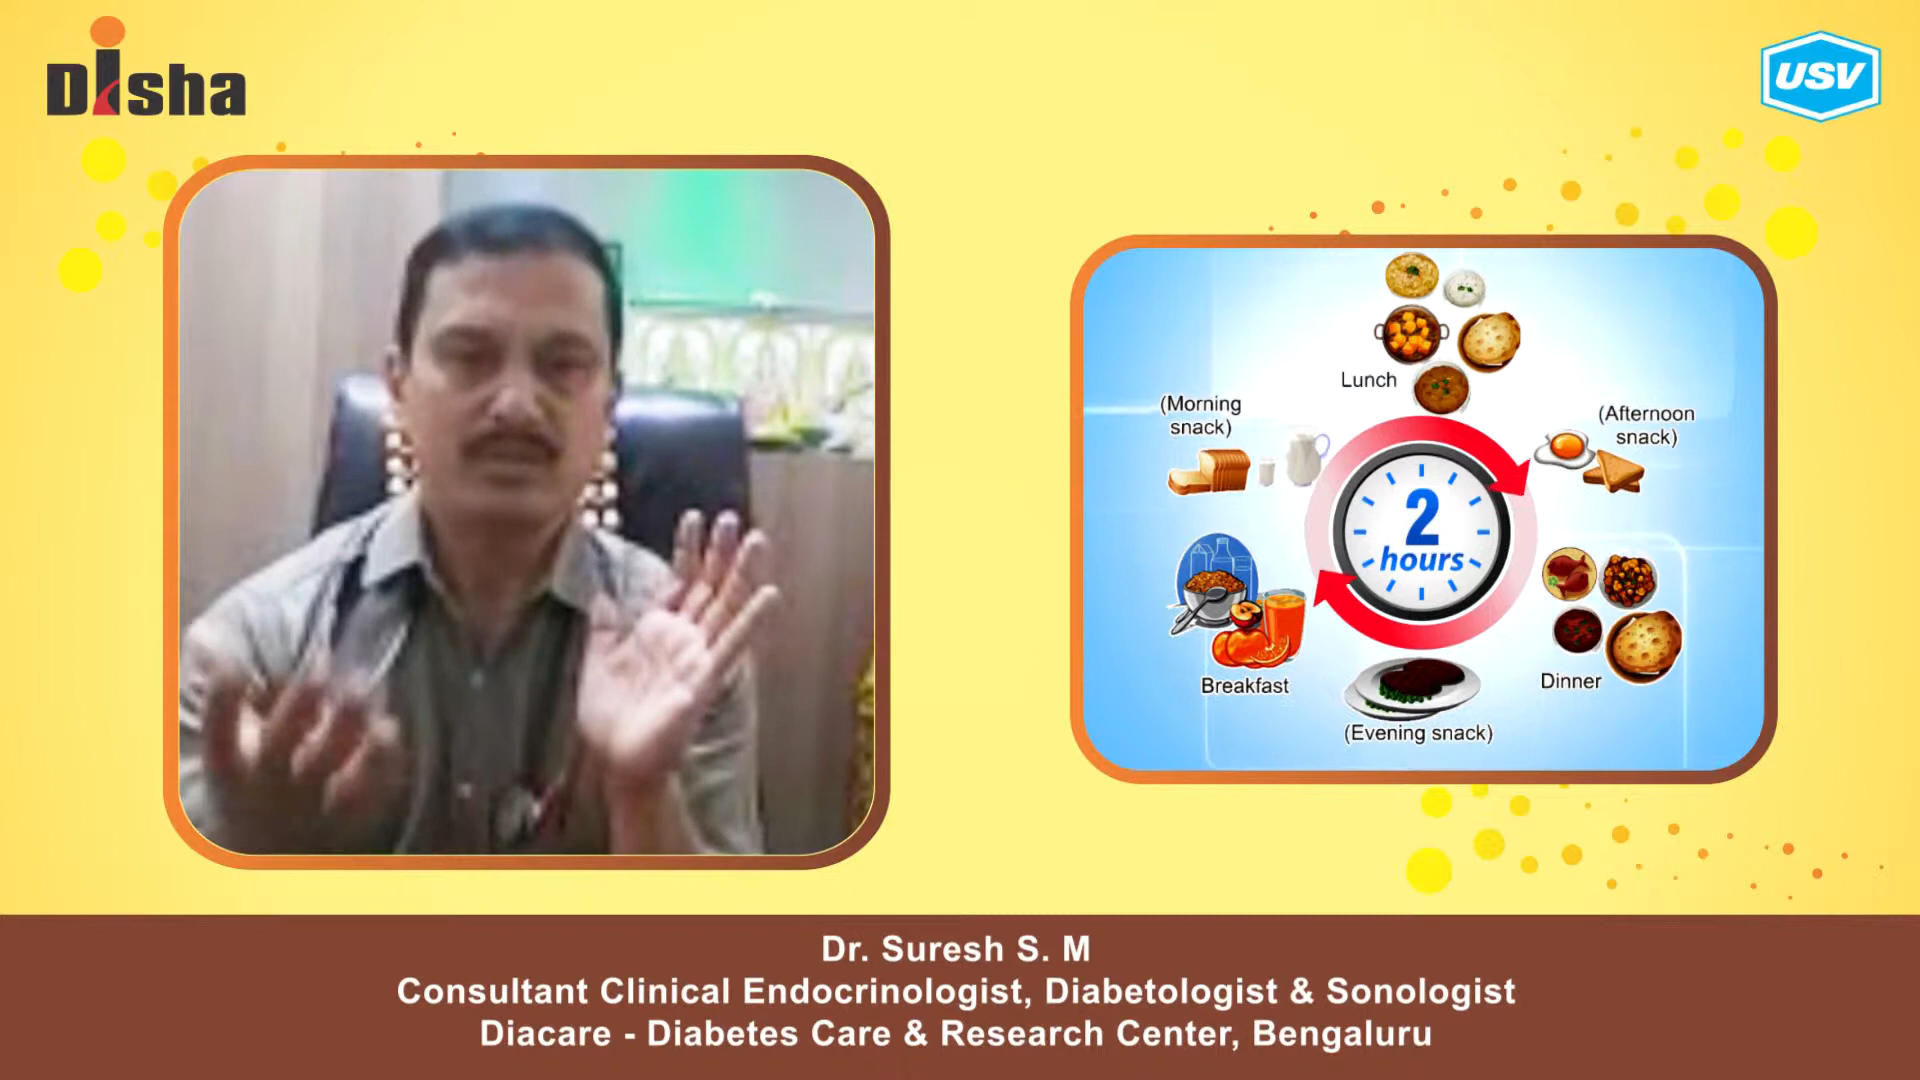 Disha
USV
Lunch
(Morning
snack)
(Afternoon
snack)
2
hours
Breakfast
Dinner
(Evening snack)
Dr. Suresh S. M
Consultant Clinical Endocrinologist, Diabetologist & Sonologist
Diacare - Diabetes Care & Research Center, Bengaluru